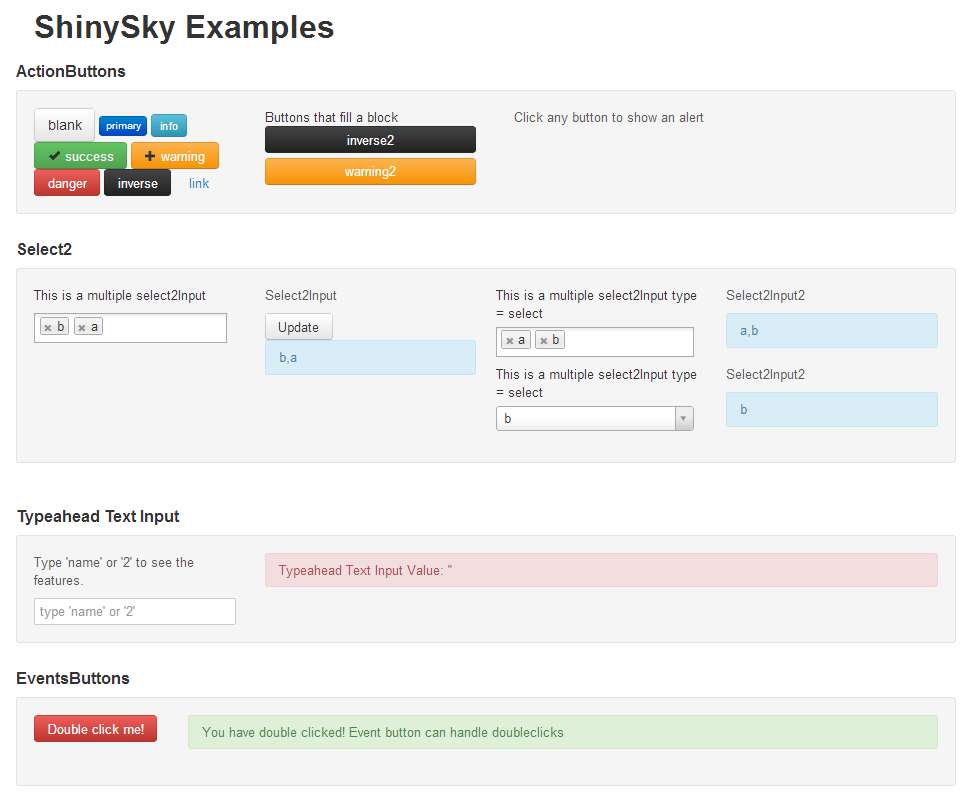 ShinySky Examples
ActionButtons
blank primary info
success warning
danger inverse link
Buttons that fill a block
inverse2
warning2
Click any button to show an alert
Select2
This is a multiple select2Input
b a
Select2Input
Update
b,a
This is a multiple select2Input type
= select
a b
This is a multiple select2Input type
= select
b
Select2Input2
a,b
Select2Input2
b
Typeahead Text Input
Type 'name' or '2' to see the
features.
type 'name' or '2'
Typeahead Text Input Value: ''
EventsButtons
Double click me!
You have double clicked! Event button can handle doubleclicks